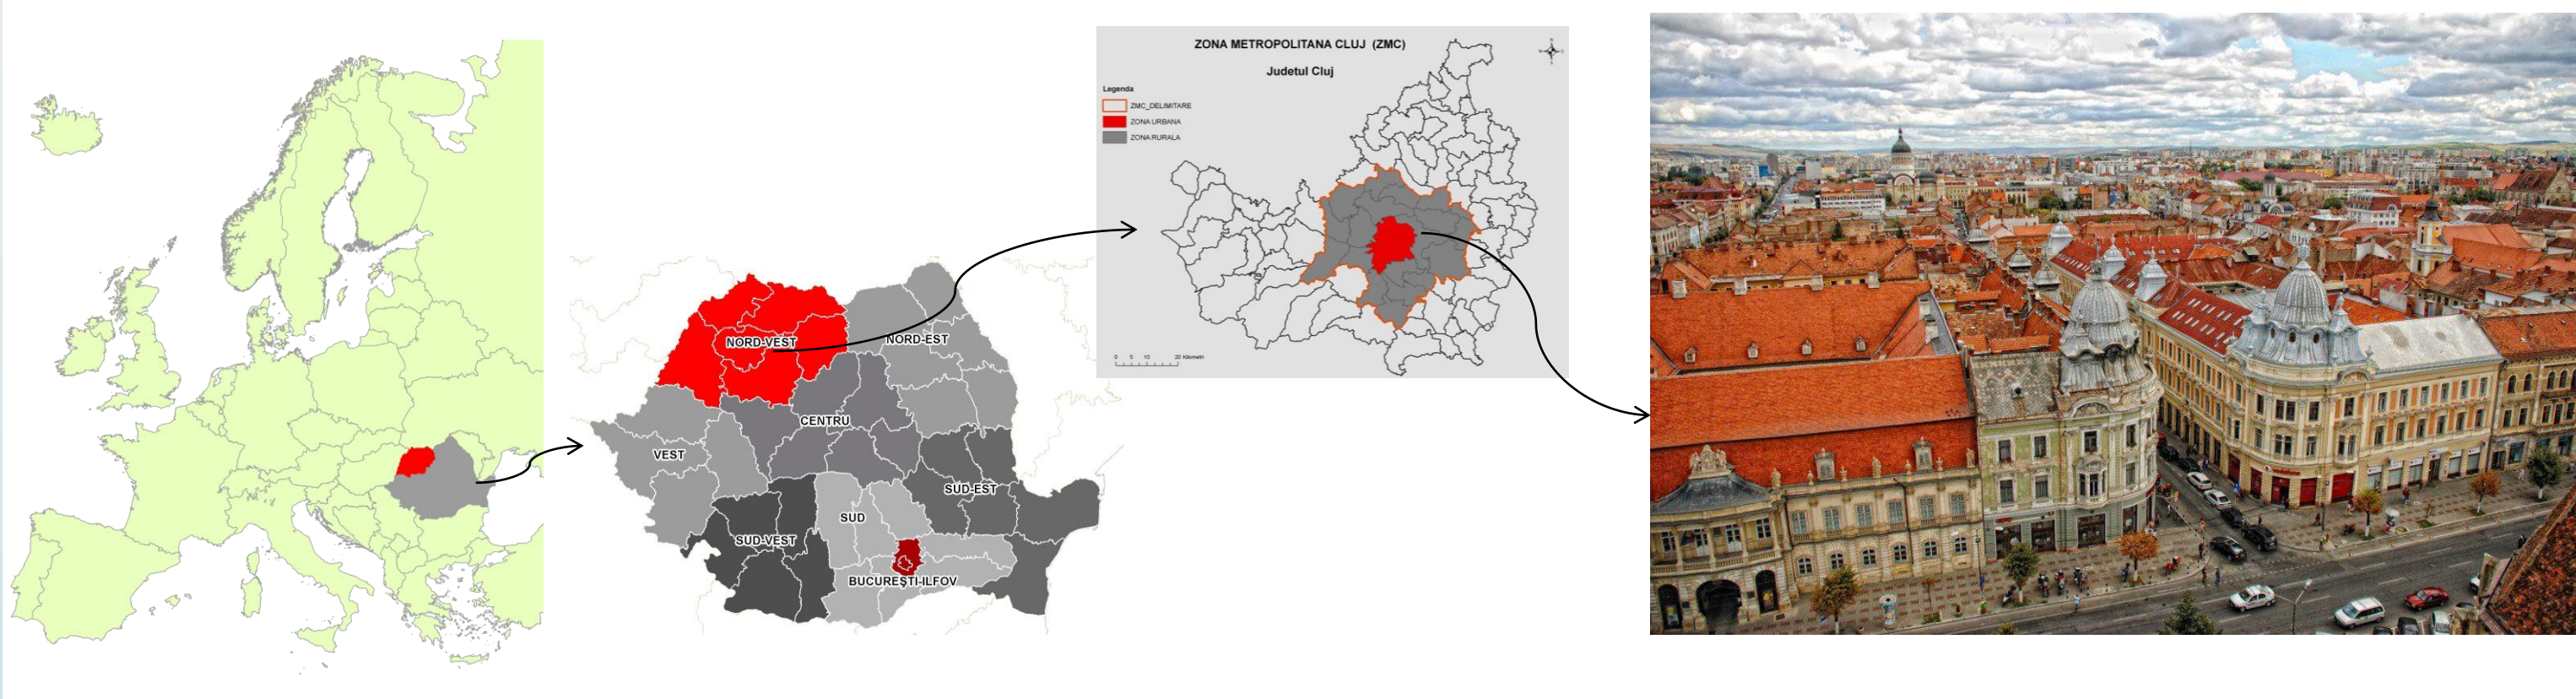 NORD-VEST
NORD-EST
CENTRU
VEST
SUD-EST
SUD
SUD-VEST
BUCUREŞTI-ILFOV
ZONA METROPOLITANA CLUJ (ZMC)
Judetul Cluj
Legenda
ZMC_DELIMITARE
ZONA URBANA
ZONA RURALA
0 5 10 20 Kilometri